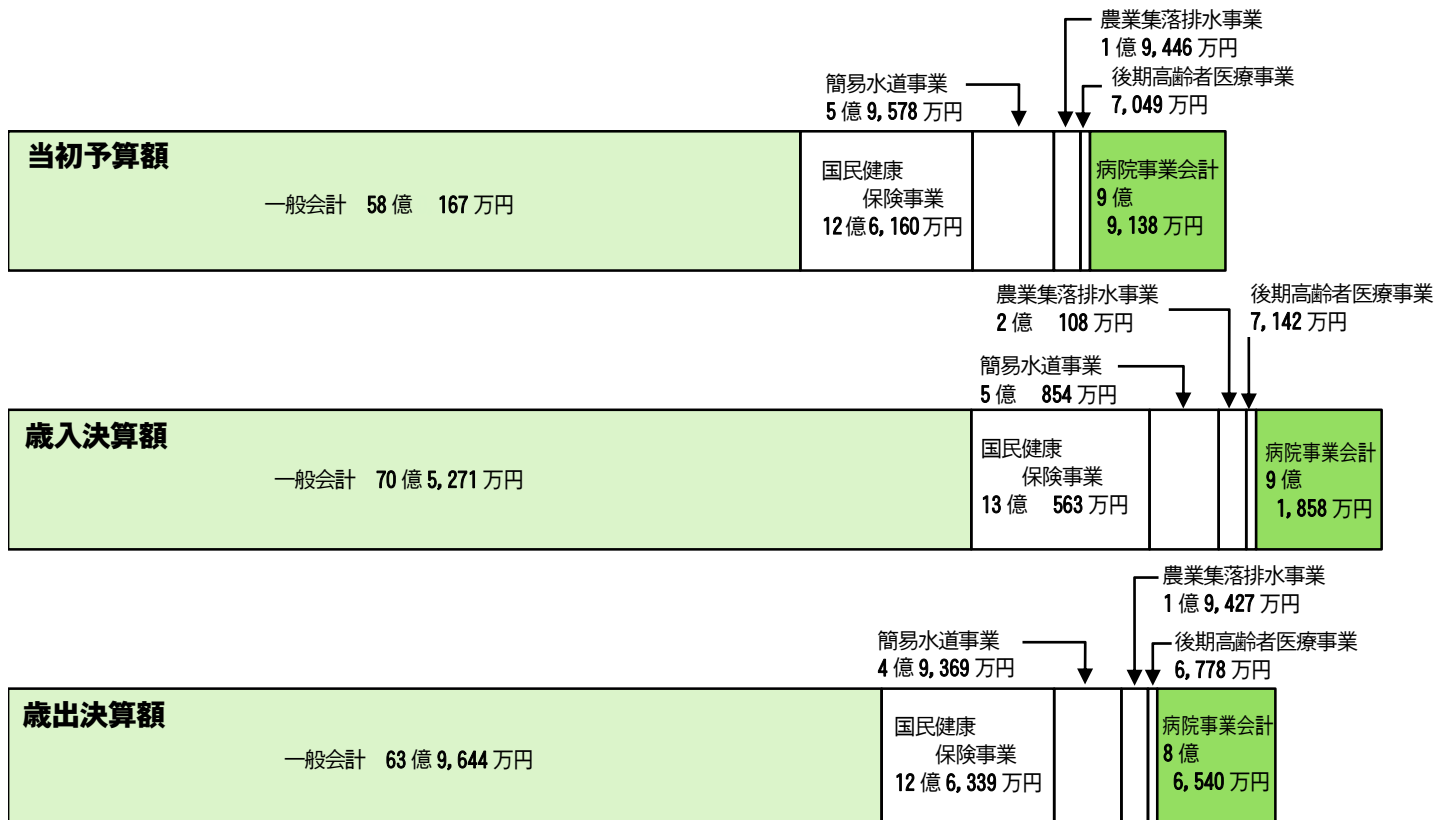 農業集落排水事業
1億9,446万円
簡易水道事業
5億9,578万円
後期高齢者医療事業
7,049万円
当初予算額
一般会計 58億 167万円
国民健康
保険事業
12億6,160万円
病院事業会計
9億
9,138万円
農業集落排水事業
2億 108万円
後期高齢者医療事業
7,142万円
簡易水道事業
5億 854万円
歳入決算額
一般会計 70億5,271万円
国民健康
保険事業
13億 563万円
病院事業会計
9億
1,858万円
農業集落排水事業
1億9,427万円
簡易水道事業
4億9,369万円
後期高齢者医療事業
6,778万円
歳出決算額
一般会計 63億9,644万円
国民健康
保険事業
12億6,339万円
病院事業会計
8億
6,540万円